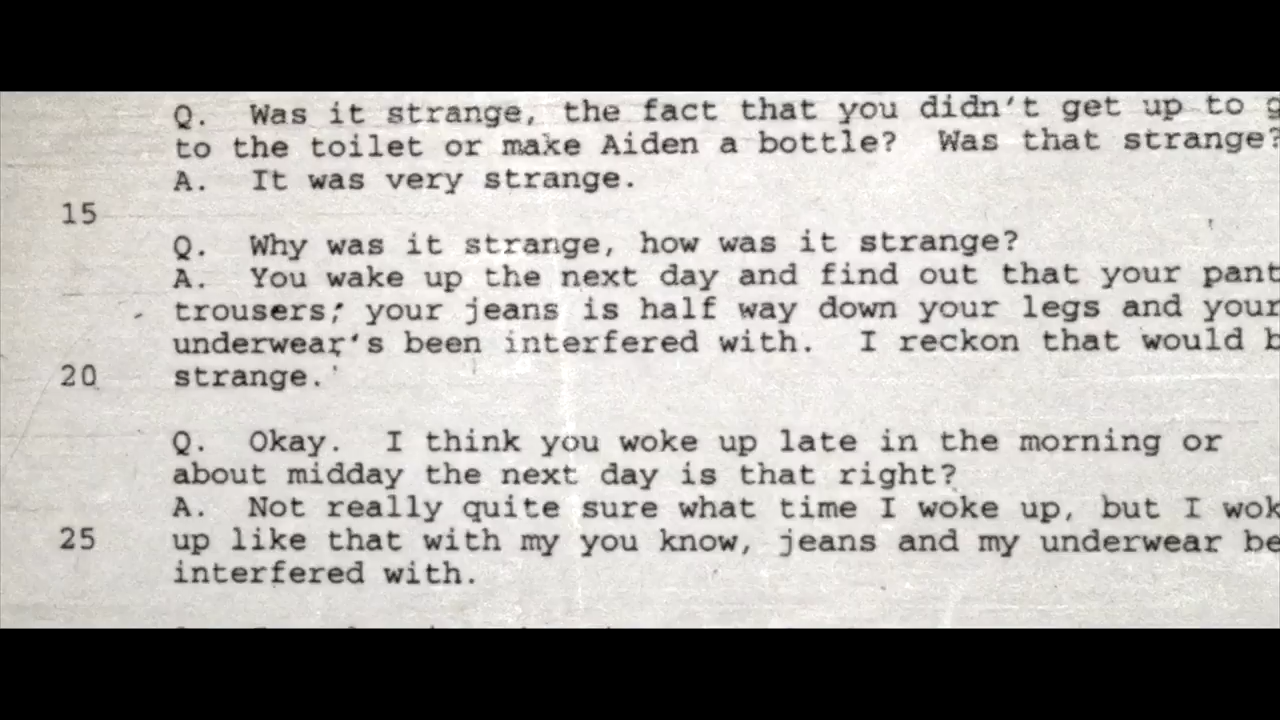 Q. Was it strange, the fact that you didn't get up to
to the toilet or make Aiden a bottle? Was that strange?
A. It was very strange.
15
Q. Why was it strange, how was it strange?
A. You wake up the next day and find out that your pant
trousers; your jeans is half way down your legs and your
underwear's been interfered with. I reckon that would b
20 strange.
Q. Okay. I think you woke up late in the morning or
about midday the next day is that right?
A. Not really quite sure what time I woke up, but I wok
25 up like that with my you know, jeans and my underwear be
interfered with.